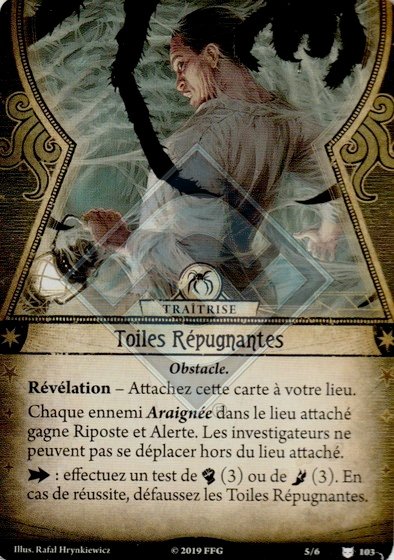 TRAÎTRISE
Toiles Répugnantes
Obstacle.
Révélation – Attachez cette carte à votre lieu.
Chaque ennemi Araignée dans le lieu attaché
gagne Riposte et Alerte. Les investigateurs ne
peuvent pas se déplacer hors du lieu attaché.
: effectuez un test de (3) ou de (3). En
cas de réussite, défaussez les Toiles Répugnantes.
Illus. Rafał Hrynkiewicz © 2019 FFG 5/6 103